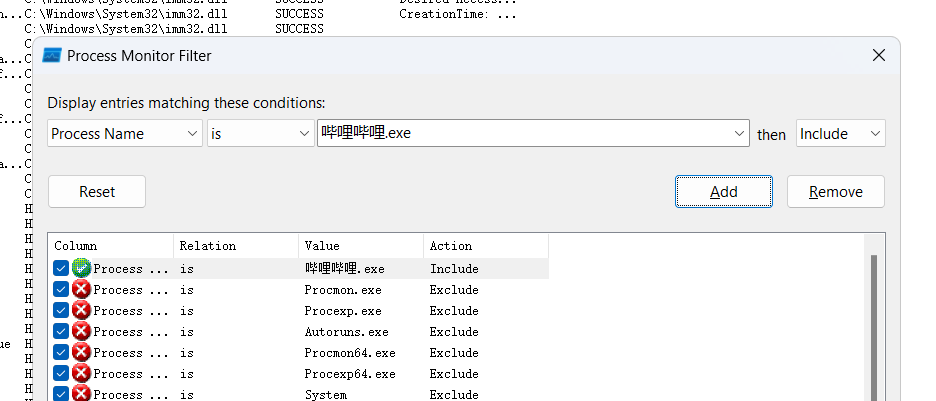 C:\Windows\System32\imm32.dll SUCCESS
n...C:\Windows\System32\imm32.dll SUCCESS CreationTime: ...
C:\Windows\System32\imm32.dll SUCCESS
Process Monitor Filter
Display entries matching these conditions:
Process Name is 哔哩哔哩.exe then Include
Reset Add Remove
Column Relation Value Action
Process ... is 哔哩哔哩.exe Include
Process ... is Procmon.exe Exclude
Process ... is Procexp.exe Exclude
Process ... is Autoruns.exe Exclude
Process ... is Procmon64.exe Exclude
Process ... is Procexp64.exe Exclude
Process ... is System Exclude